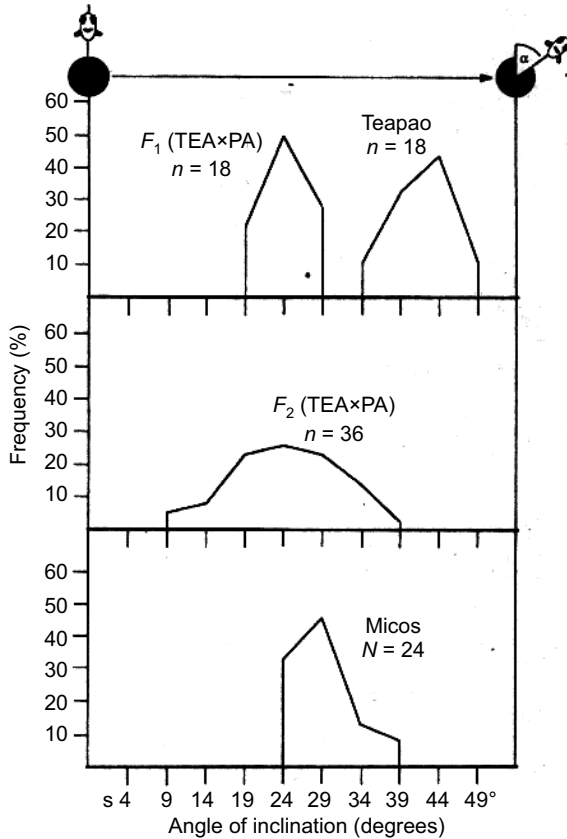 α
60
50
40
30
20
10
F1 (TEA×PA)
n = 18
Teapao
n = 18
Frequency (%)
60
50
40
30
20
10
F2 (TEA×PA)
n = 36
60
50
40
30
20
10
Micos
N = 24
s 4 9 14 19 24 29 34 39 44 49°
Angle of inclination (degrees)